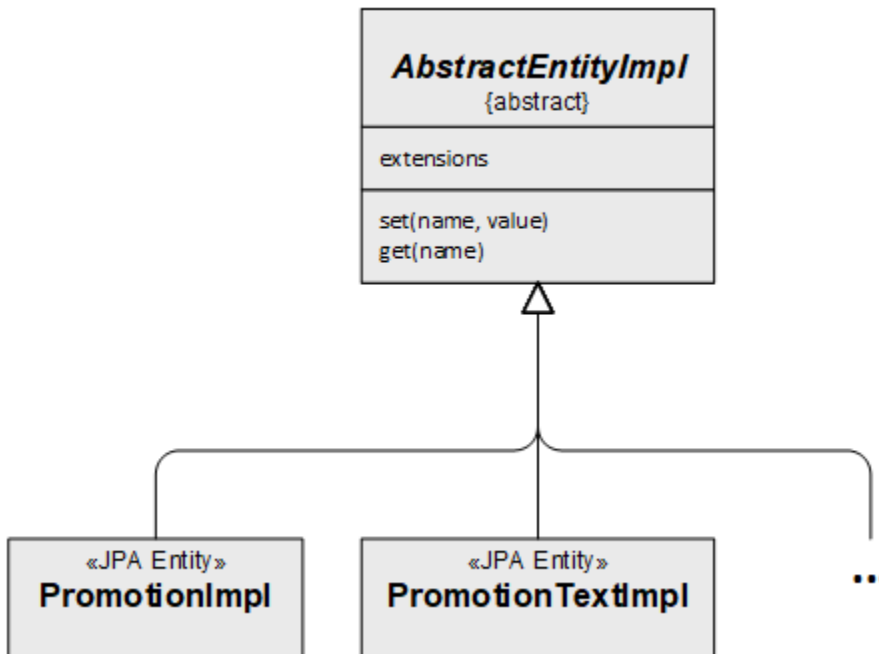 AbstractEntityImpl
{abstract}
extensions
set(name, value)
get(name)
«JPA Entity»
PromotionImpl
«JPA Entity»
PromotionTextImpl
..